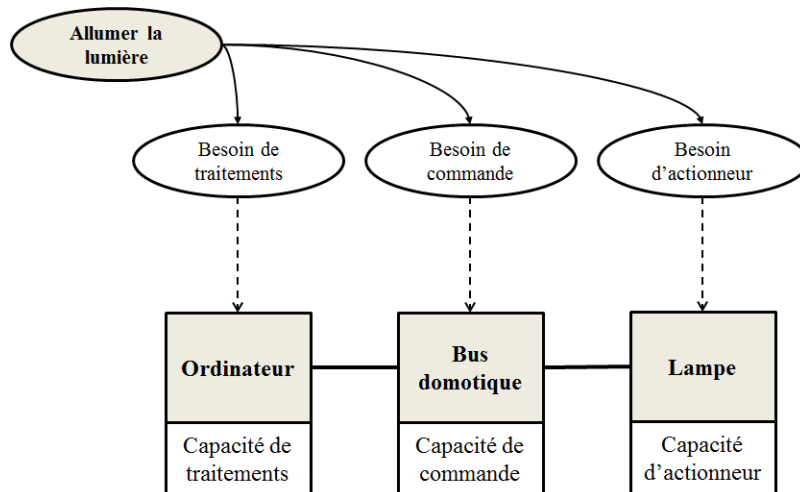 Allumer la
lumière
Besoin de
traitements
Besoin de
commande
Besoin
d’actionneur
Ordinateur
Bus
domotique
Lampe
Capacité de
traitements
Capacité de
commande
Capacité
d’actionneur